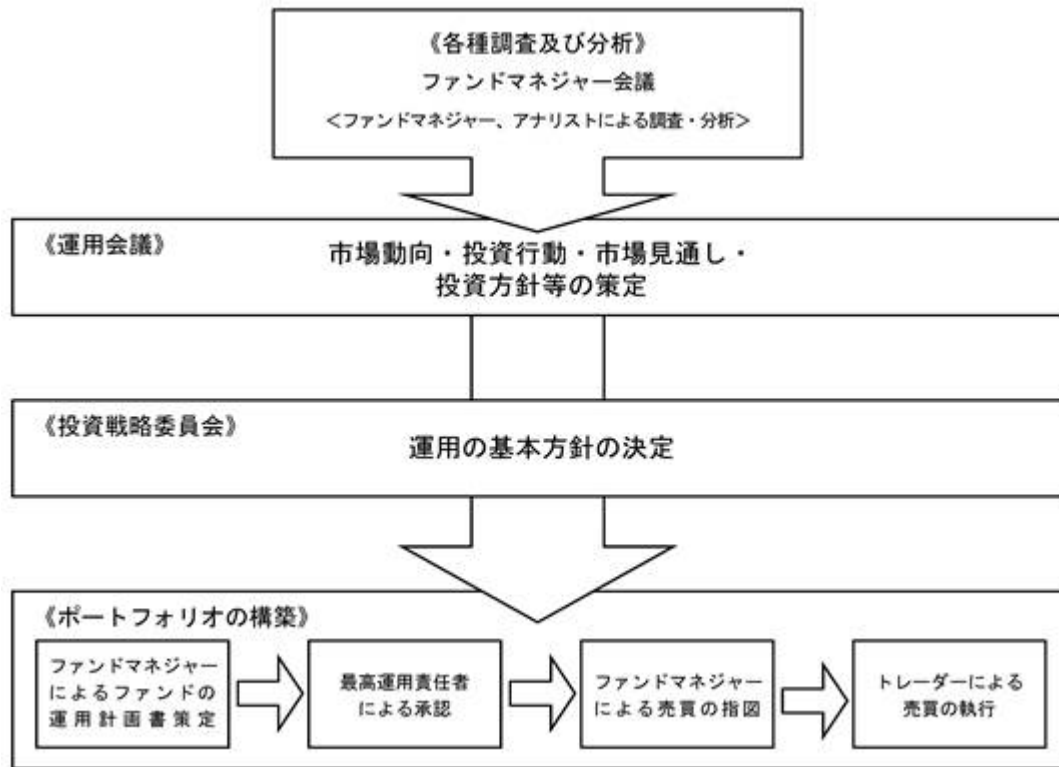 《各種調査及び分析》
ファンドマネジャー会議
<ファンドマネジャー、アナリストによる調査・分析>
《運用会議》
市場動向・投資行動・市場見通し・
投資方針等の策定
《投資戦略委員会》
運用の基本方針の決定
《ポートフォリオの構築》
ファンドマネジャー
によるファンドの
運用計画書策定
最高運用責任者
による承認
ファンドマネジャー
による売買の指図
トレーダーによる
売買の執行